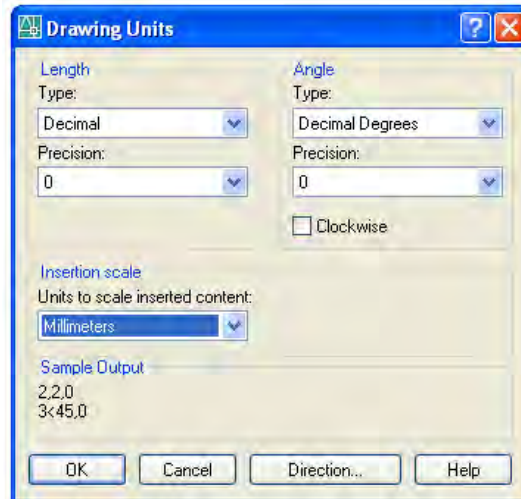 Drawing Units
Length
Type:
Decimal
Precision:
0
Angle
Type:
Decimal Degrees
Precision:
0
Clockwise
Insertion scale
Units to scale inserted content:
Millimeters
Sample Output
2,2,0
3<45,0
OK Cancel Direction... Help